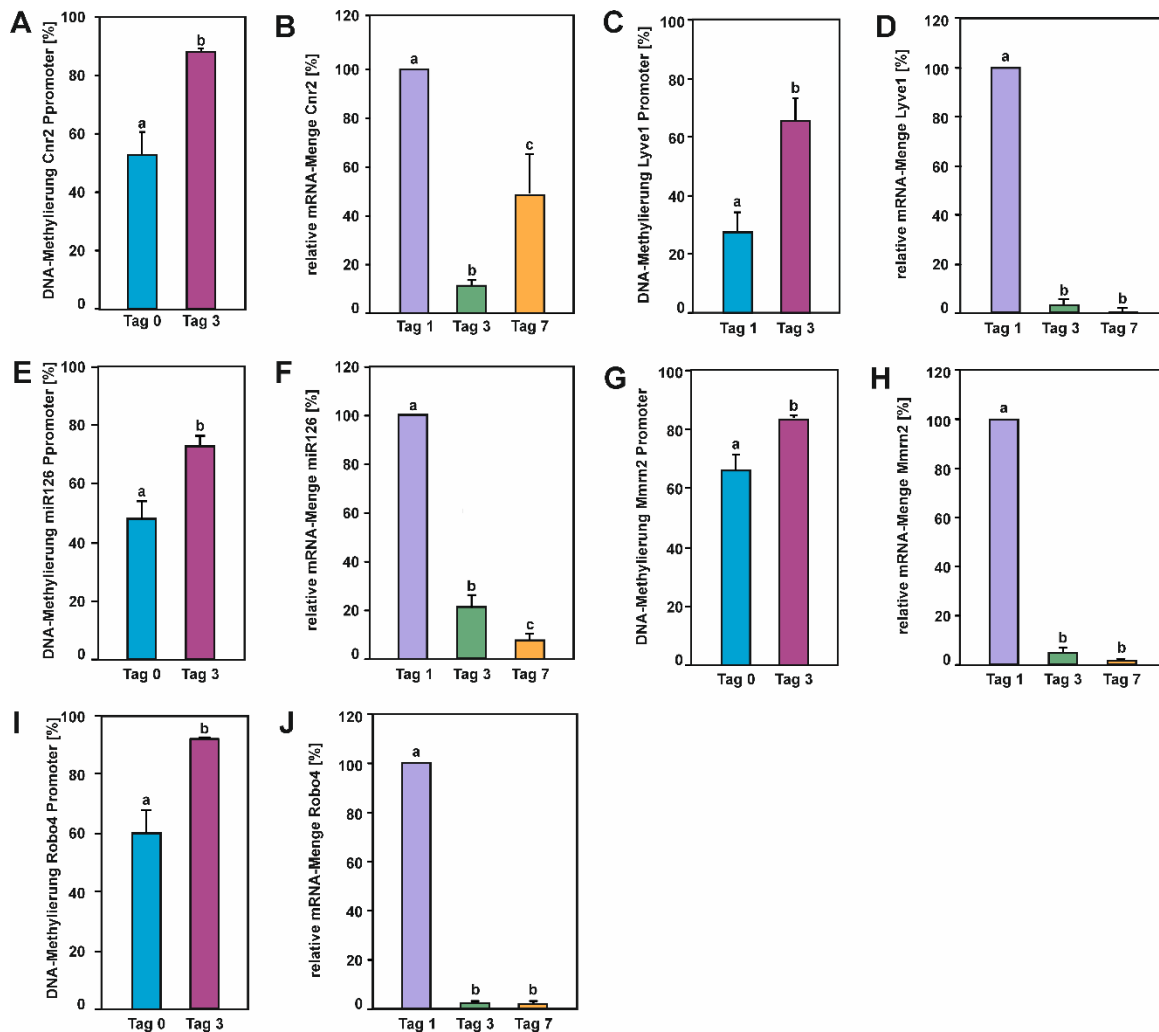 A
DNA-Methylierung Cnr2 Ppromoter [%]
100
80
60
40
20
0
a
b
Tag 0 Tag 3
B
relative mRNA-Menge Cnr2 [%]
120
100
80
60
40
20
0
a
b
c
Tag 1 Tag 3 Tag 7
C
DNA-Methylierung Lyve1 Promoter [%]
100
80
60
40
20
0
a
b
Tag 1 Tag 3
D
relative mRNA-Menge Lyve1 [%]
120
100
80
60
40
20
0
a
b
b
Tag 1 Tag 3 Tag 7
E
DNA-Methylierung miR126 Ppromoter [%]
100
80
60
40
20
0
a
b
Tag 0 Tag 3
F
relative mRNA-Menge miR126 [%]
120
100
80
60
40
20
0
a
b
c
Tag 1 Tag 3 Tag 7
G
DNA-Methylierung Mmrn2 Promoter
100
80
60
40
20
0
a
b
Tag 0 Tag 3
H
relative mRNA-Menge Mmrn2 [%]
120
100
80
60
40
20
0
a
b
b
Tag 1 Tag 3 Tag 7
I
DNA-Methylierung Robo4 Promoter [%]
100
80
60
40
20
0
a
b
Tag 0 Tag 3
J
relative mRNA-Menge Robo4 [%]
120
100
80
60
40
20
0
a
b
b
Tag 1 Tag 3 Tag 7